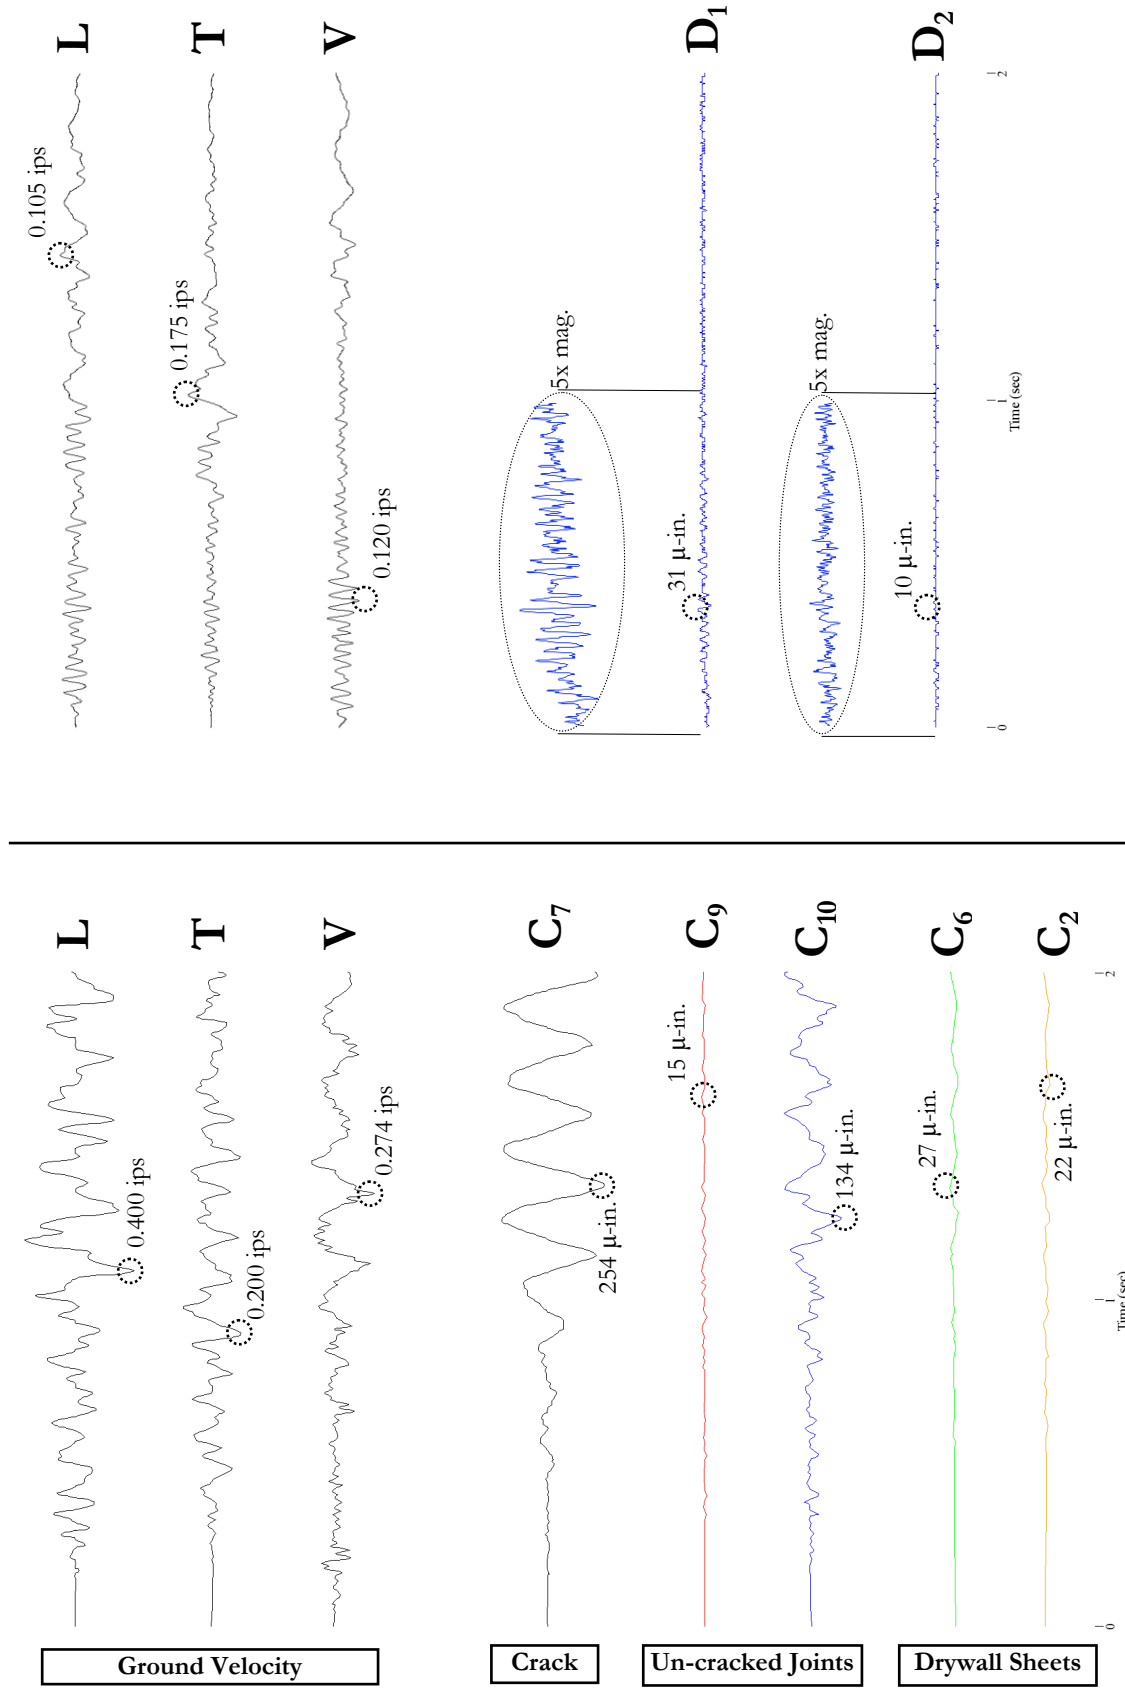 L
T
V
0.105 ips
0.175 ips
0.120 ips
D1
D2
5x mag.
31 μ-in.
5x mag.
10 μ-in.
0
1
2
Time (sec)
L
T
V
0.400 ips
0.200 ips
0.274 ips
C7
C9
C10
C6
C2
254 μ-in.
15 μ-in.
134 μ-in.
27 μ-in.
22 μ-in.
0
1
2
Time (sec)
Ground Velocity
Crack
Un-cracked Joints
Drywall Sheets